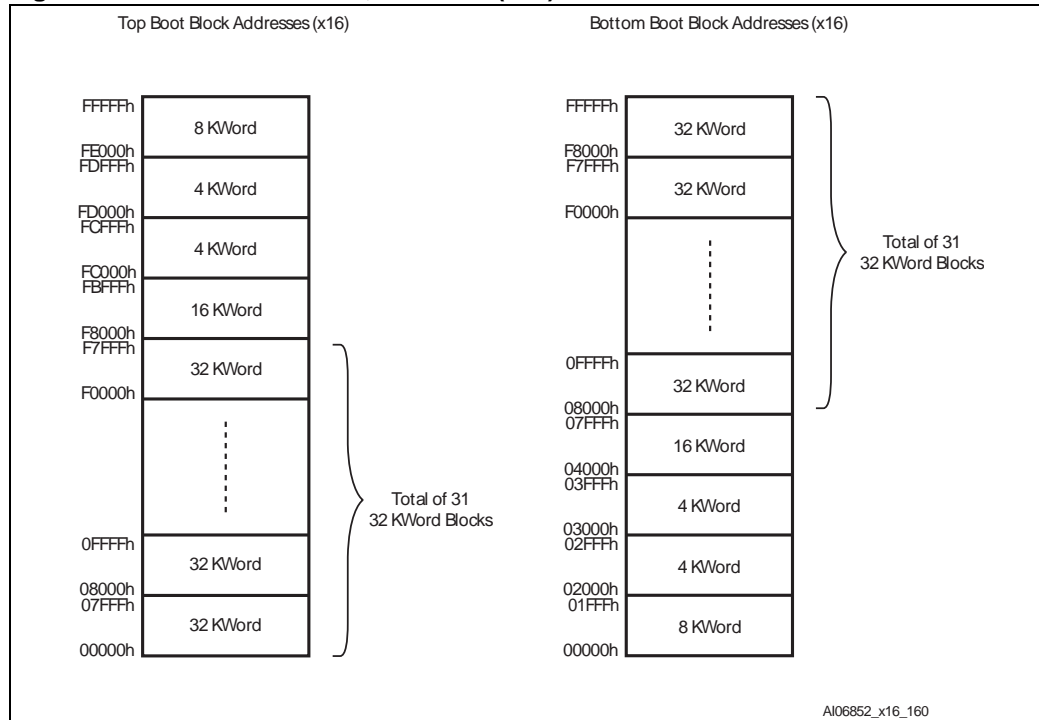 Top Boot Block Addresses (x16)
FFFFFh
8 KWord
FE000h
FDFFFh
4 KWord
FD000h
FCFFFh
4 KWord
FC000h
FBFFFh
16 KWord
F8000h
F7FFFh
32 KWord
F0000h
Total of 31
32 KWord Blocks
0FFFFh
32 KWord
08000h
07FFFh
32 KWord
00000h
Bottom Boot Block Addresses (x16)
FFFFFh
32 KWord
F8000h
F7FFFh
32 KWord
F0000h
Total of 31
32 KWord Blocks
0FFFFh
32 KWord
08000h
07FFFh
16 KWord
04000h
03FFFh
4 KWord
03000h
02FFFh
4 KWord
02000h
01FFFh
8 KWord
00000h
AI06852_x16_160